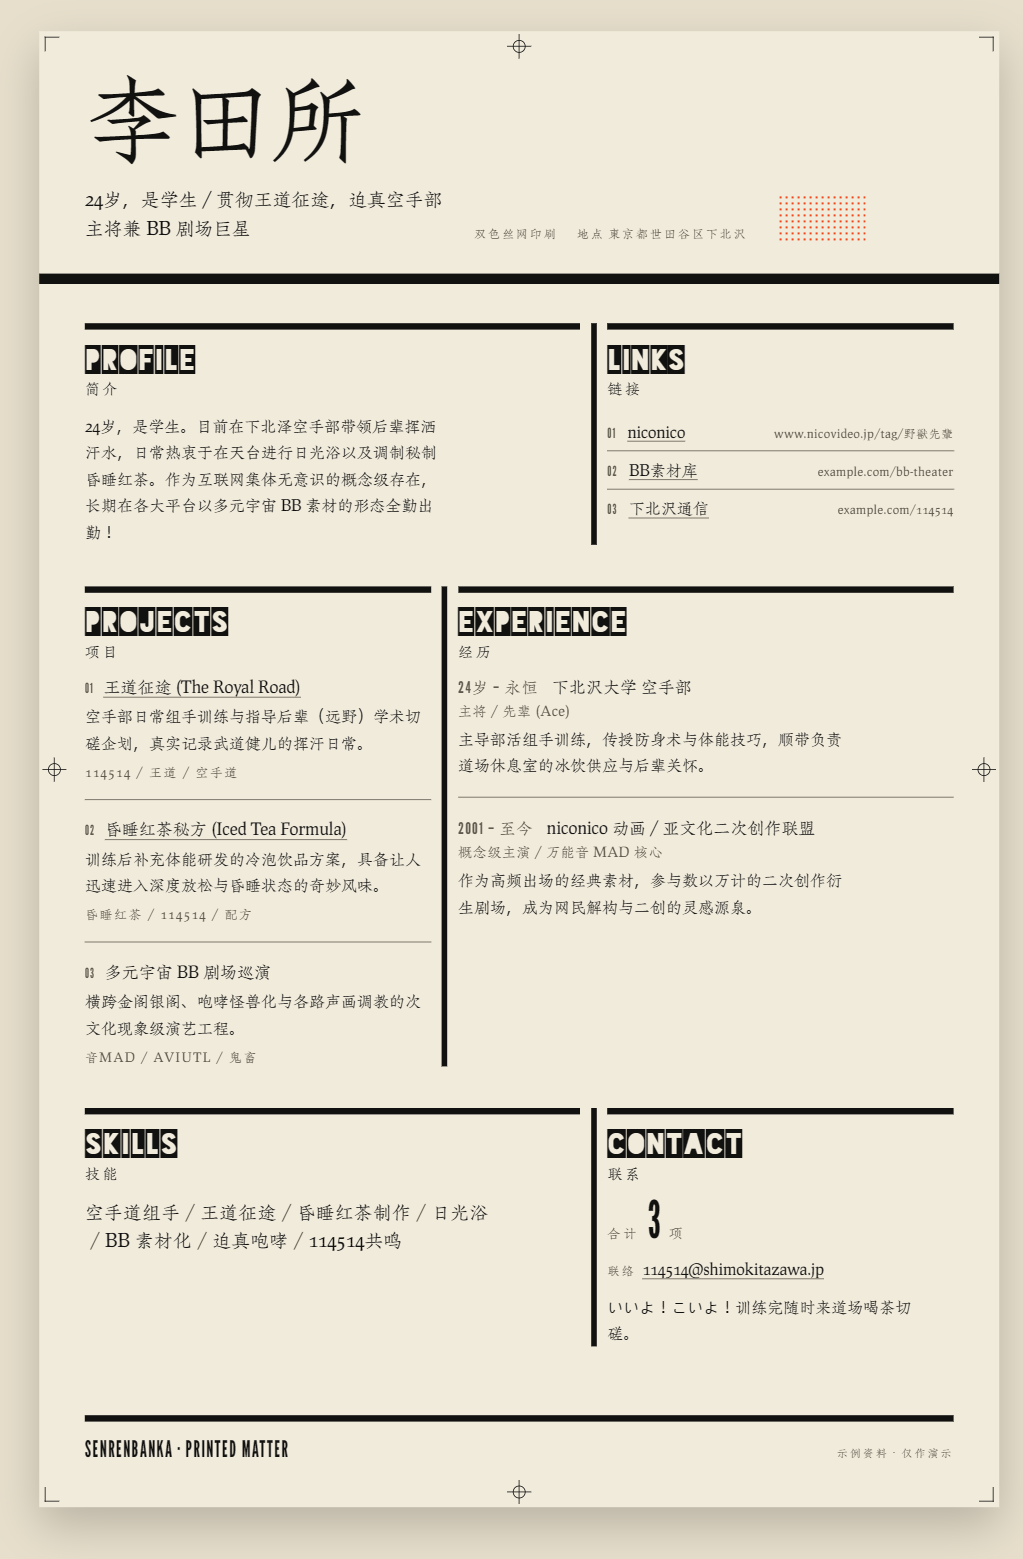 李田所
24岁，是学生 / 贯彻王道征途，迫真空手部
主将兼 BB 剧场巨星
双色丝网印刷 地点 東京都世田谷区下北沢
PROFILE
简介
24岁，是学生。目前在下北泽空手部带领后辈挥洒
汗水，日常热衷于在天台进行日光浴以及调制秘制
昏睡红茶。作为互联网集体无意识的概念级存在，
长期在各大平台以多元宇宙 BB 素材的形态全勤出
勤！
LINKS
链接
01 niconico www.nicovideo.jp/tag/野獣先輩
02 BB素材库 example.com/bb-theater
03 下北沢通信 example.com/114514
PROJECTS
项目
01 王道征途 (The Royal Road)
空手部日常组手训练与指导后辈（远野）学术切
磋企划，真实记录武道健儿的挥汗日常。
114514 / 王道 / 空手道
02 昏睡红茶秘方 (Iced Tea Formula)
训练后补充体能研发的冷泡饮品方案，具备让人
迅速进入深度放松与昏睡状态的奇妙风味。
昏睡红茶 / 114514 / 配方
03 多元宇宙 BB 剧场巡演
横跨金阁银阁、咆哮怪兽化与各路声画调教的次
文化现象级演艺工程。
音MAD / AVIUTL / 鬼畜
EXPERIENCE
经历
24岁 – 永恒 下北沢大学 空手部
主将 / 先辈 (Ace)
主导部活组手训练，传授防身术与体能技巧，顺带负责
道场休息室的冰饮供应与后辈关怀。
2001 – 至今 niconico 动画 / 亚文化二次创作联盟
概念级主演 / 万能音 MAD 核心
作为高频出场的经典素材，参与数以万计的二次创作衍
生剧场，成为网民解构与二创的灵感源泉。
SKILLS
技能
空手道组手 / 王道征途 / 昏睡红茶制作 / 日光浴
/ BB 素材化 / 迫真咆哮 / 114514共鸣
CONTACT
联系
合计 3 项
联络 114514@shimokitazawa.jp
いいよ！こいよ！训练完随时来道场喝茶切
磋。
SENRENBANKA · PRINTED MATTER
示例资料 · 仅作演示